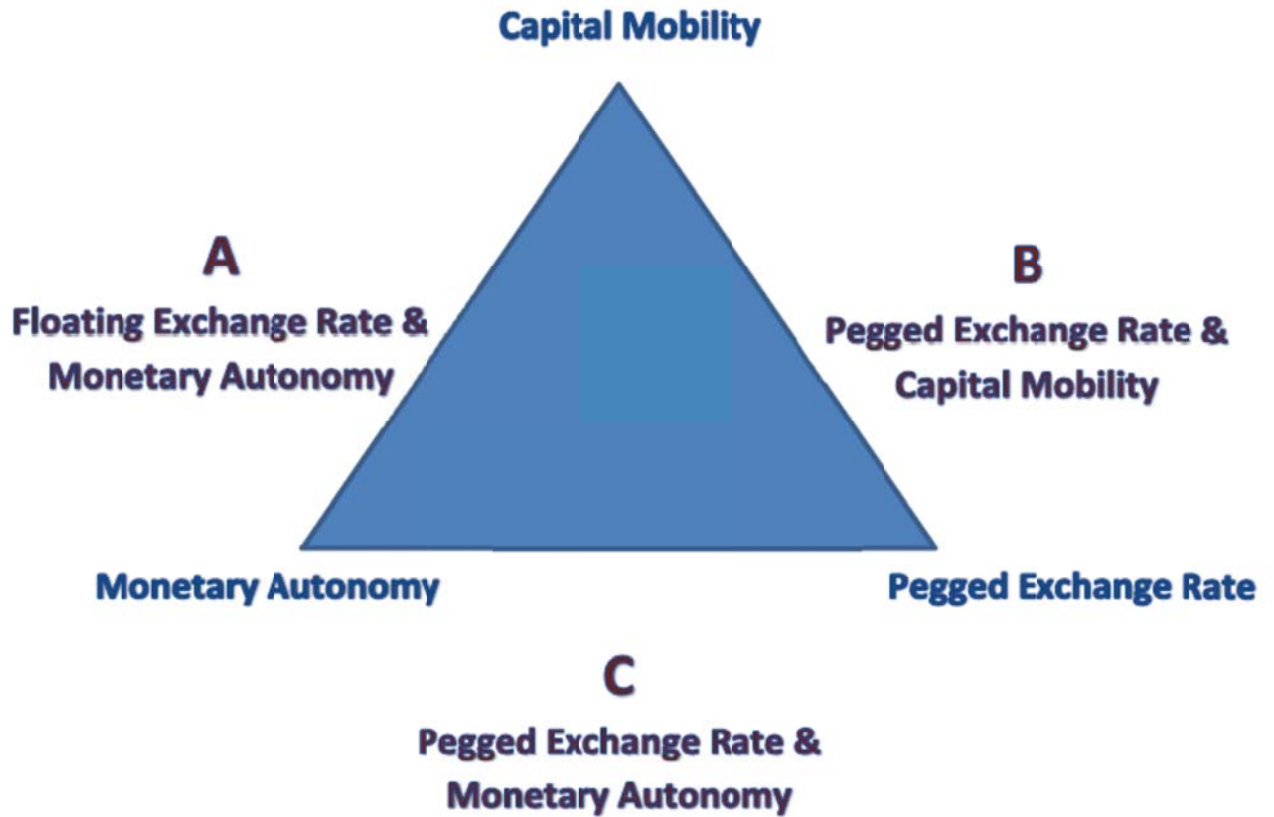 Capital Mobility
A
Floating Exchange Rate &
Monetary Autonomy
B
Pegged Exchange Rate &
Capital Mobility
Monetary Autonomy
Pegged Exchange Rate
C
Pegged Exchange Rate &
Monetary Autonomy